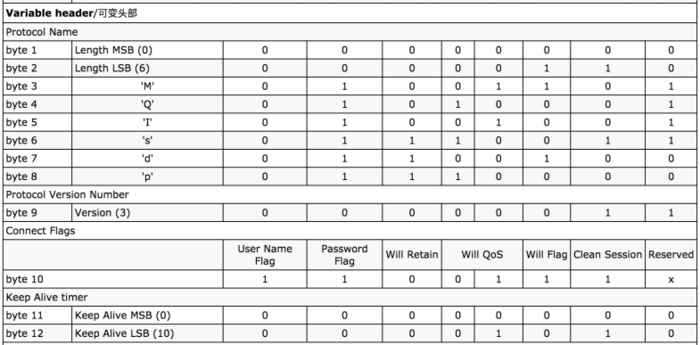 Variable header/可变头部
Protocol Name
byte 1 Length MSB (0) 0 0 0 0 0 0 0 0
byte 2 Length LSB (6) 0 0 0 0 0 1 1 0
byte 3 'M' 0 1 0 0 1 1 0 1
byte 4 'Q' 0 1 0 1 0 0 0 1
byte 5 'I' 0 1 0 0 1 0 0 1
byte 6 's' 0 1 1 1 0 0 1 1
byte 7 'd' 0 1 1 0 0 1 0 0
byte 8 'p' 0 1 1 1 0 0 0 0
Protocol Version Number
byte 9 Version (3) 0 0 0 0 0 0 1 1
Connect Flags
User Name Flag Password Flag Will Retain Will QoS Will Flag Clean Session Reserved
byte 10 1 1 0 0 1 1 1 x
Keep Alive timer
byte 11 Keep Alive MSB (0) 0 0 0 0 0 0 0 0
byte 12 Keep Alive LSB (10) 0 0 0 0 1 0 1 0